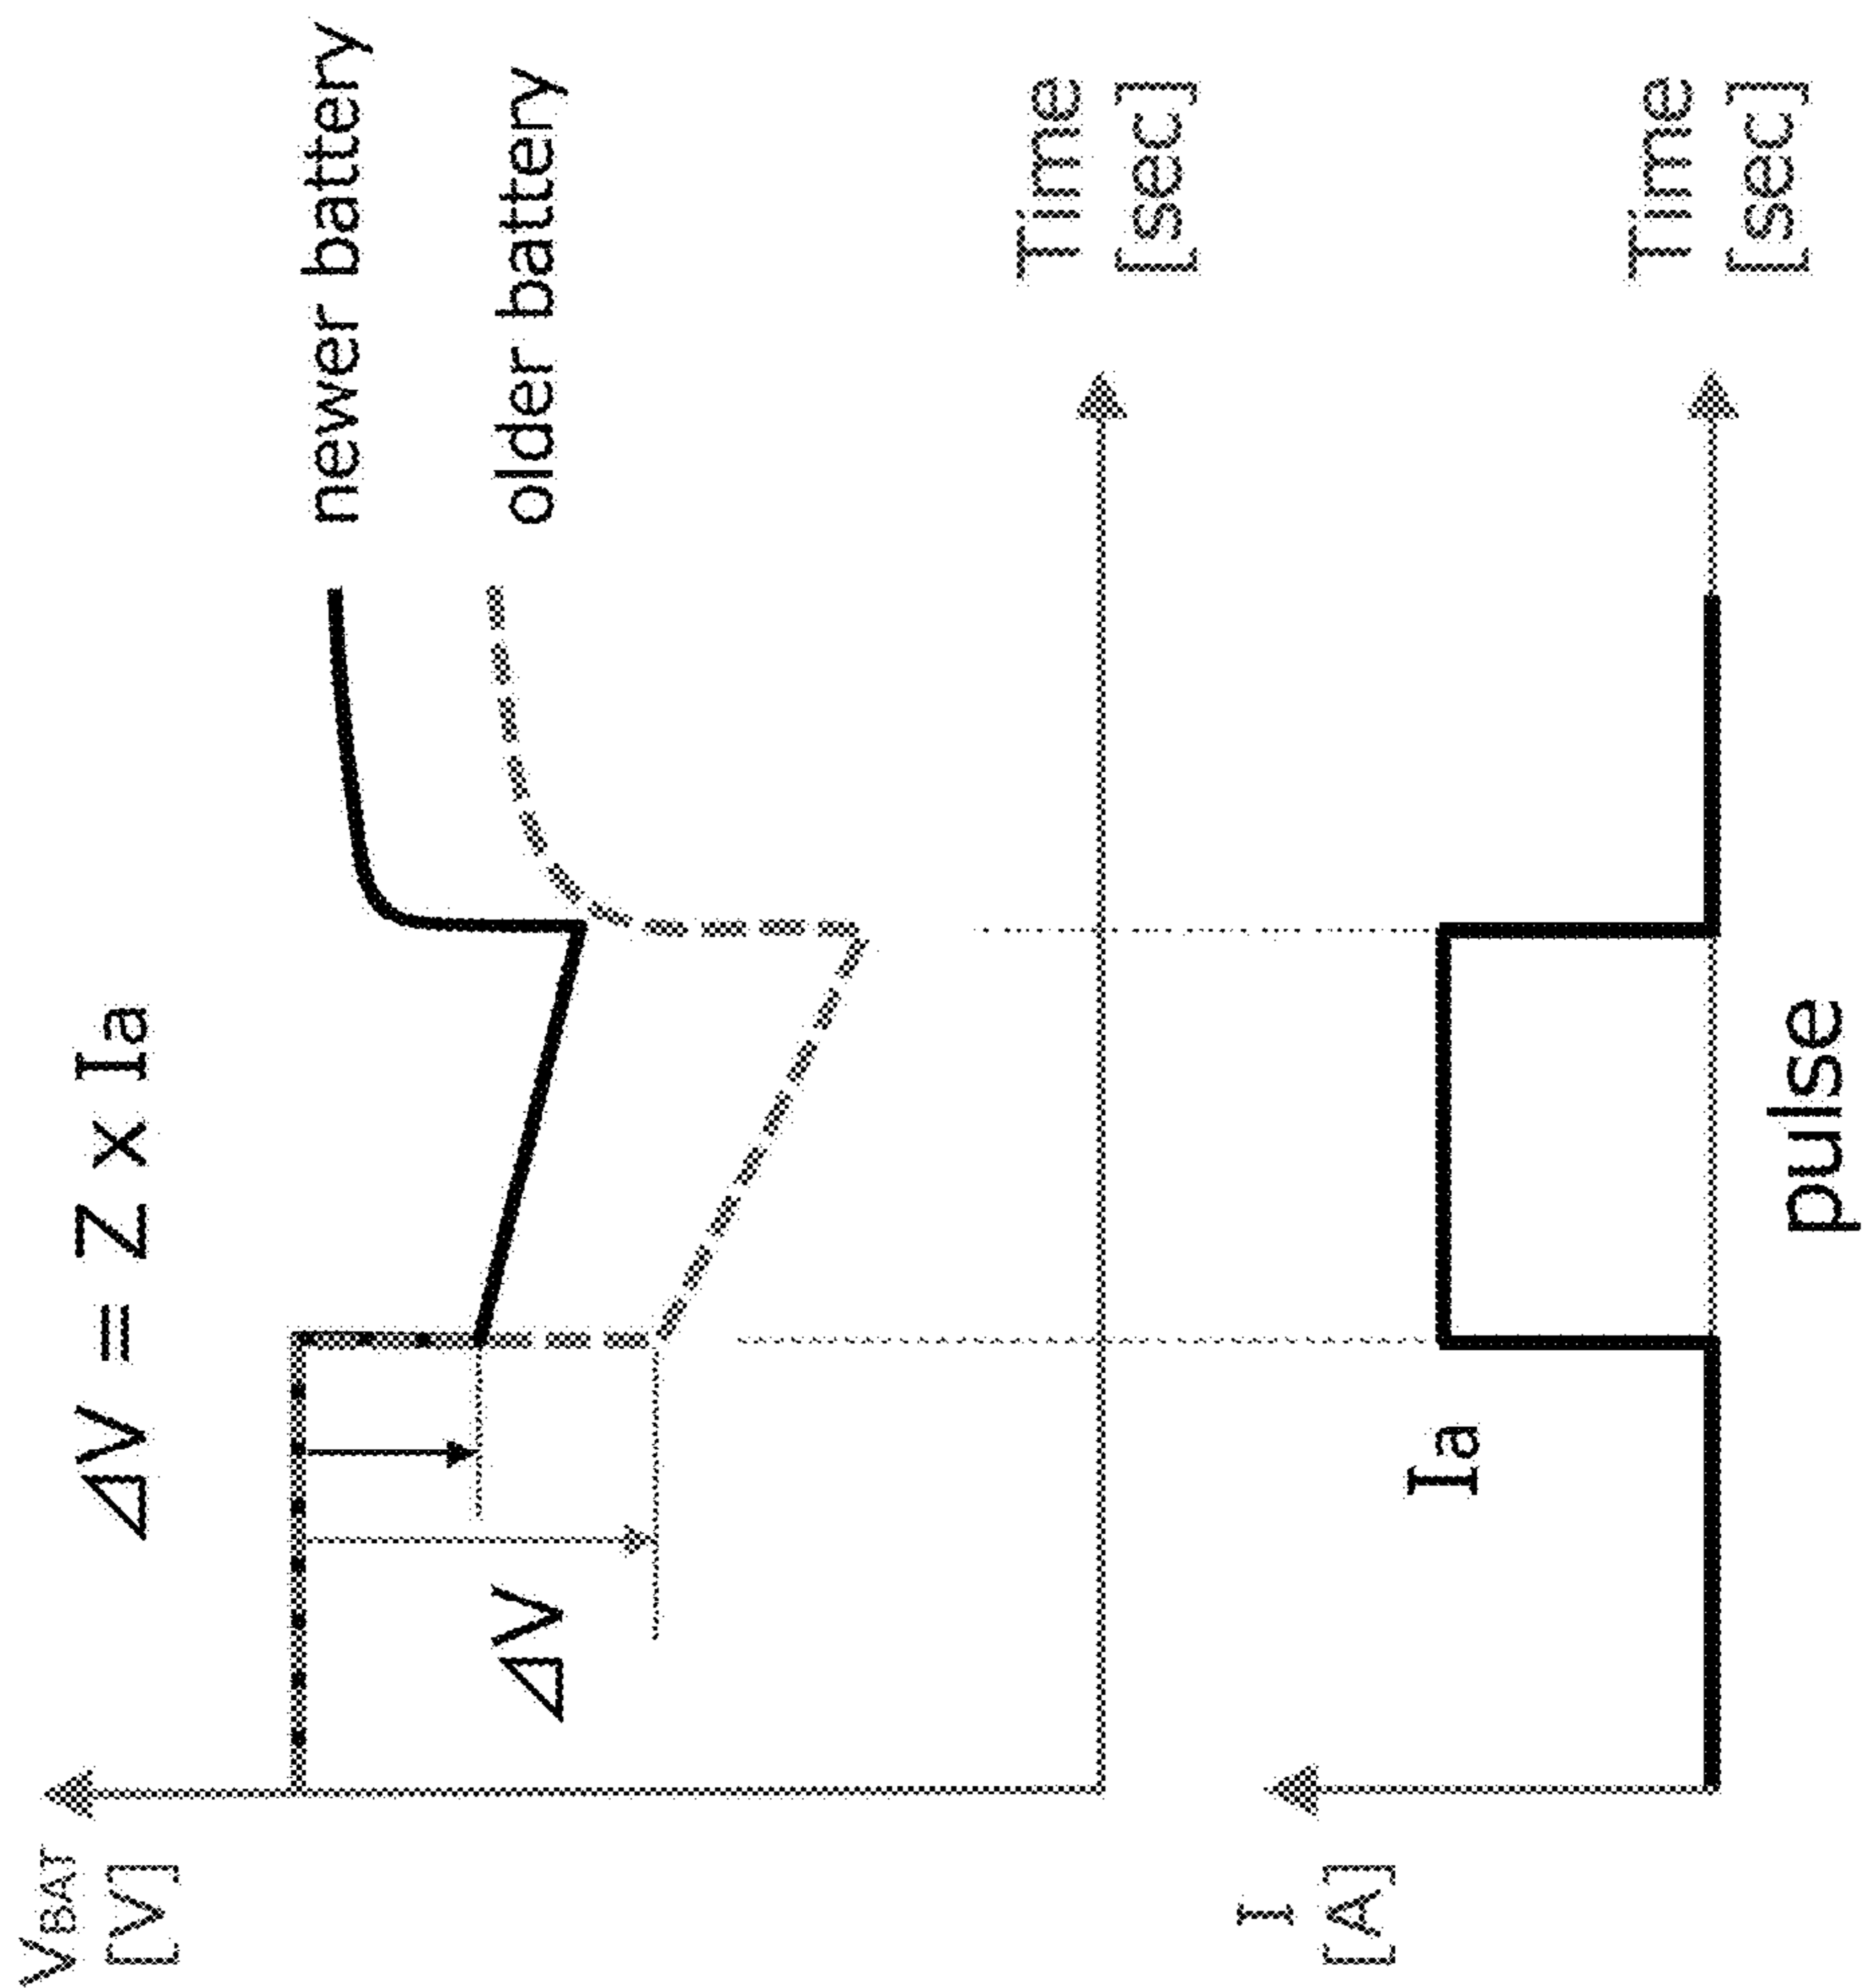 VBAT
[V]
ΔV = Z x Ia
newer battery
older battery
ΔV
Time
[sec]
I
[A]
Ia
Time
[sec]
pulse